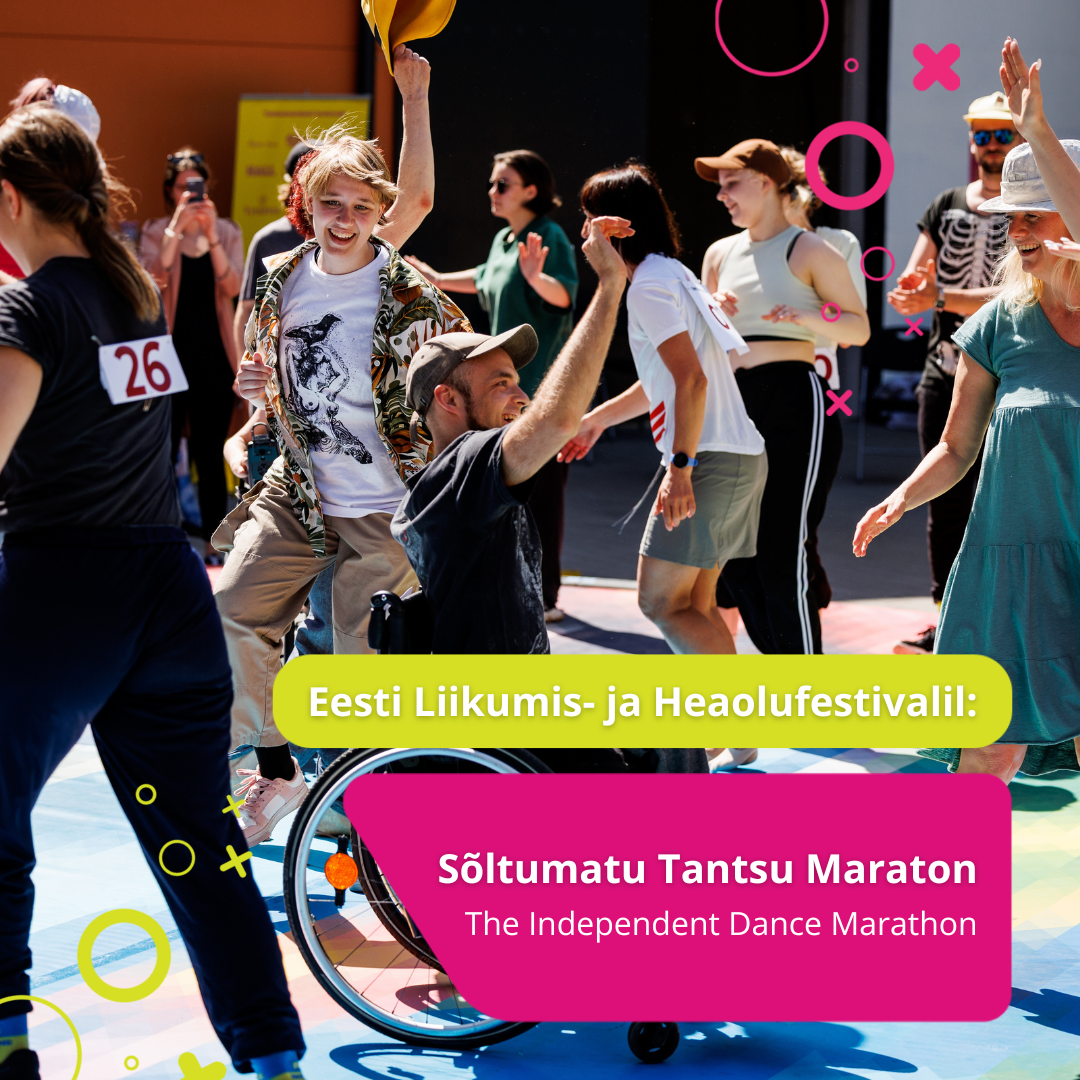 26
Eesti Liikumis- ja Heaolufestivalil:
Sõltumatu Tantsu Maraton
The Independent Dance Marathon